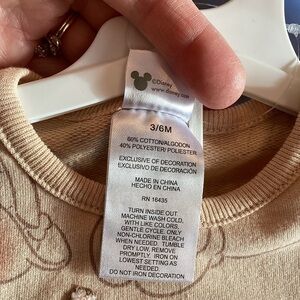 ©Disney
www.disney.com
3/6M
60% COTTON/ALGODON
40% POLYESTER/ POLIESTER
EXCLUSIVE OF DECORATION
EXCLUSIVO DE DECORACIÓN
MADE IN CHINA
HECHO EN CHINA
RN 16435
TURN INSIDE OUT.
MACHINE WASH COLD,
WITH LIKE COLORS,
GENTLE CYCLE. ONLY
NON-CHLORINE BLEACH
WHEN NEEDED. TUMBLE
DRY LOW, REMOVE
PROMPTLY. IRON ON
LOWEST SETTING AS
NEEDED.
DO NOT IRON DECORATION